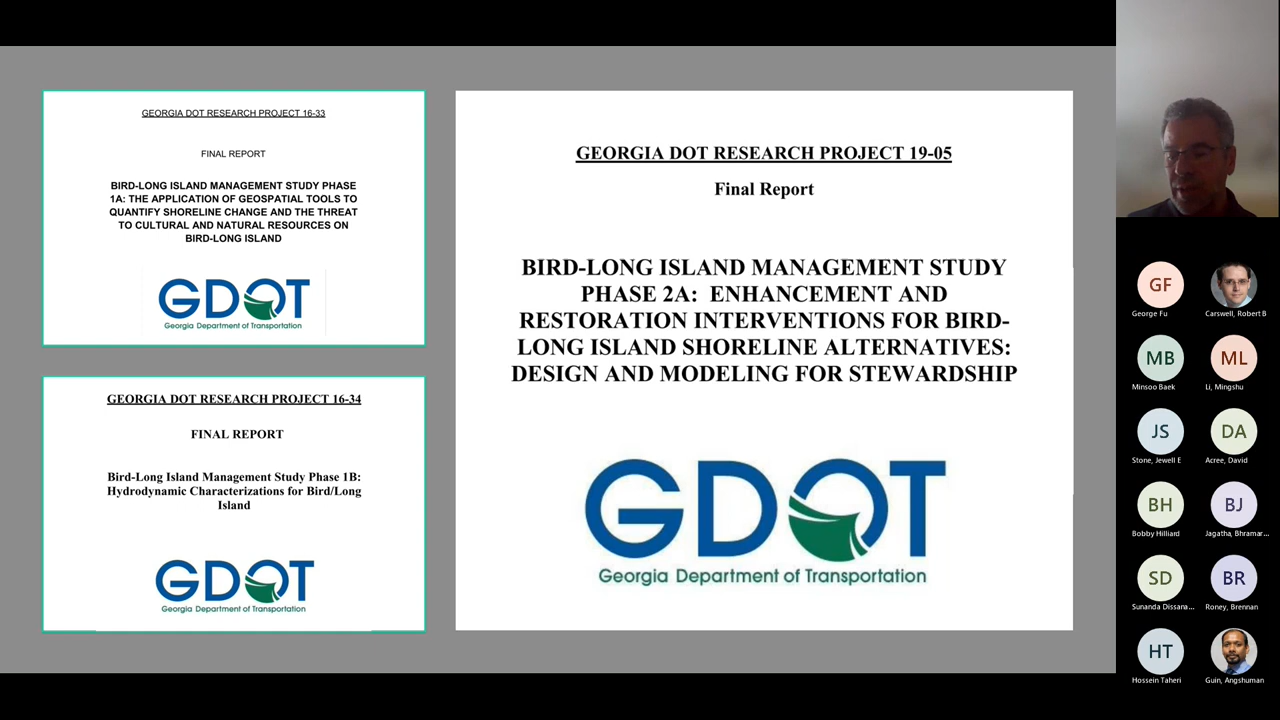 GEORGIA DOT RESEARCH PROJECT 16-33
FINAL REPORT
BIRD-LONG ISLAND MANAGEMENT STUDY PHASE
1A: THE APPLICATION OF GEOSPATIAL TOOLS TO
QUANTIFY SHORELINE CHANGE AND THE THREAT
TO CULTURAL AND NATURAL RESOURCES ON
BIRD-LONG ISLAND
GDOT
Georgia Department of Transportation
GEORGIA DOT RESEARCH PROJECT 16-34
FINAL REPORT
Bird-Long Island Management Study Phase 1B:
Hydrodynamic Characterizations for Bird/Long
Island
GDOT
Georgia Department of Transportation
GEORGIA DOT RESEARCH PROJECT 19-05
Final Report
BIRD-LONG ISLAND MANAGEMENT STUDY
PHASE 2A: ENHANCEMENT AND
RESTORATION INTERVENTIONS FOR BIRD-
LONG ISLAND SHORELINE ALTERNATIVES:
DESIGN AND MODELING FOR STEWARDSHIP
GDOT
Georgia Department of Transportation
GF
George Fu
Carswell, Robert B
MB
Minsoo Baek
ML
Li, Mingshu
JS
Stone, Jewell E
DA
Acree, David
BH
Bobby Hilliard
BJ
Jagatha, Bhramar...
SD
Sunanda Dissana...
BR
Roney, Brennan
HT
Hossein Taheri
Guin, Angshuman